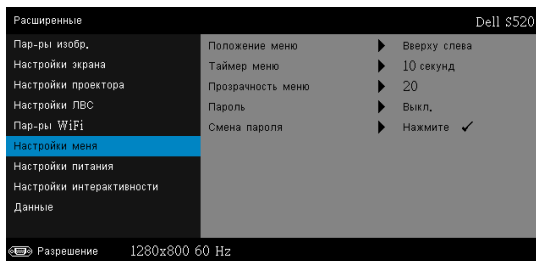 Расширенные Dell S520
Пар-ры изобр. Положение меню Вверху слева
Настройки экрана Таймер меню 10 секунд
Настройки проектора Прозрачность меню 20
Настройки ЛВС Пароль Выкл.
Пар-ры WiFi Смена пароля Нажмите ✓
Настройки меня
Настройки питания
Настройки интерактивности
Данные
Разрешение 1280x800 60 Hz